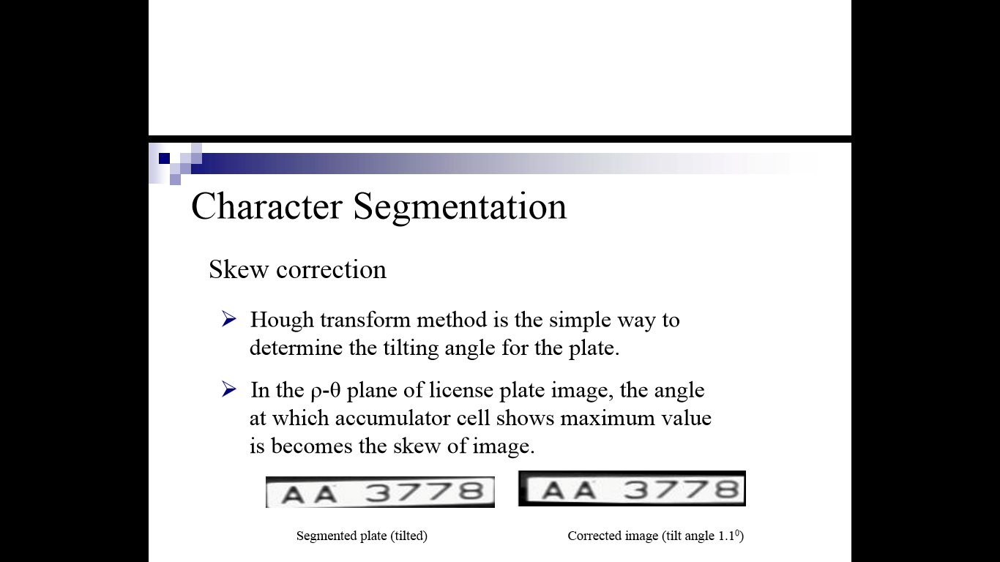 Character Segmentation
Skew correction
➢ Hough transform method is the simple way to
determine the tilting angle for the plate.
➢ In the ρ-θ plane of license plate image, the angle
at which accumulator cell shows maximum value
is becomes the skew of image.
AA 3778
AA 3778
Segmented plate (tilted)
Corrected image (tilt angle 1.1⁰)